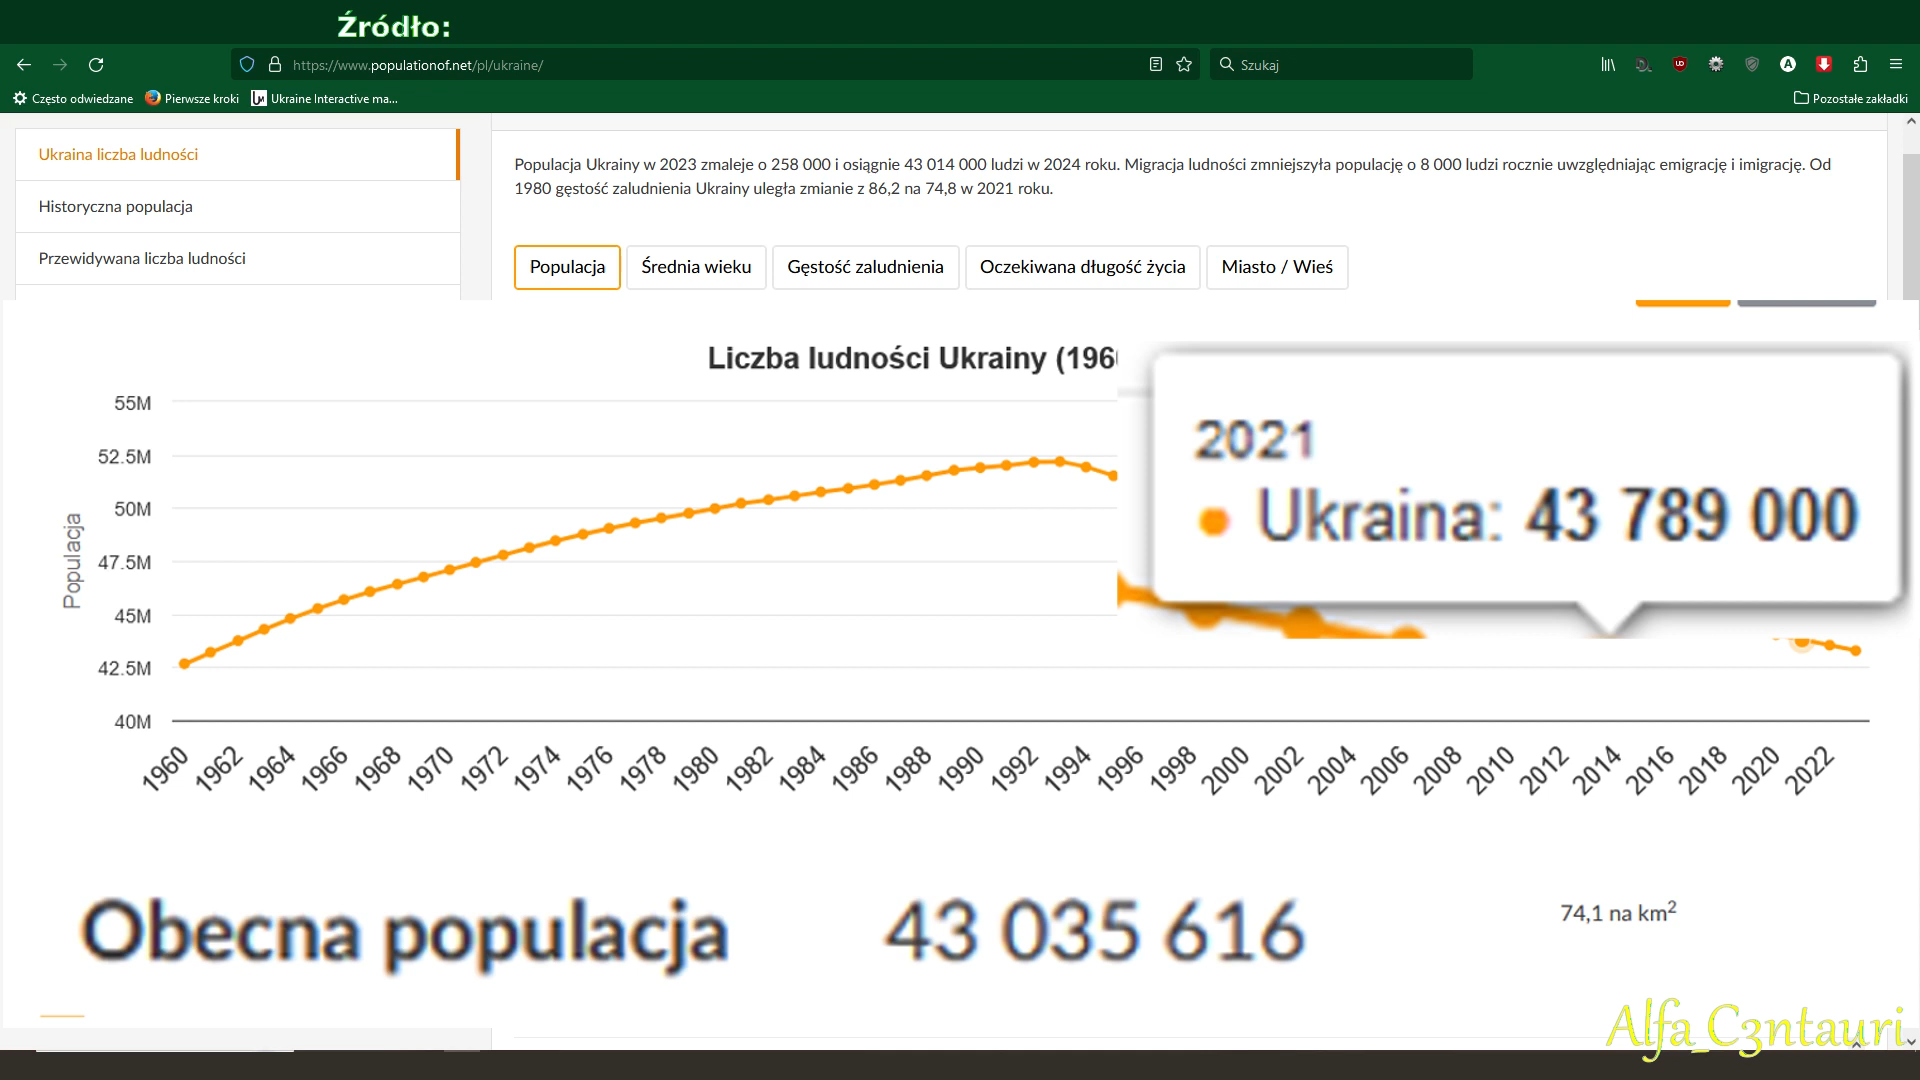 Źródło:
https://www.populationof.net/pl/ukraine/
Szukaj
Często odwiedzane
Pierwsze kroki
Ukraine Interactive ma...
Pozostałe zakładki
Ukraina liczba ludności
Historyczna populacja
Przewidywana liczba ludności
Populacja Ukrainy w 2023 zmaleje o 258 000 i osiągnie 43 014 000 ludzi w 2024 roku. Migracja ludności zmniejszyła populację o 8 000 ludzi rocznie uwzględniając emigrację i imigrację. Od
1980 gęstość zaludnienia Ukrainy uległa zmianie z 86,2 na 74,8 w 2021 roku.
Populacja
Średnia wieku
Gęstość zaludnienia
Oczekiwana długość życia
Miasto / Wieś
Liczba ludności Ukrainy (196
2021
Ukraina: 43 789 000
Populacja
55M
52.5M
50M
47.5M
45M
42.5M
40M
1960 1962 1964 1966 1968 1970 1972 1974 1976 1978 1980 1982 1984 1986 1988 1990 1992 1994 1996 1998 2000 2002 2004 2006 2008 2010 2012 2014 2016 2018 2020 2022
Obecna populacja 43 035 616 74,1 na km²
Alfa_C3ntauri